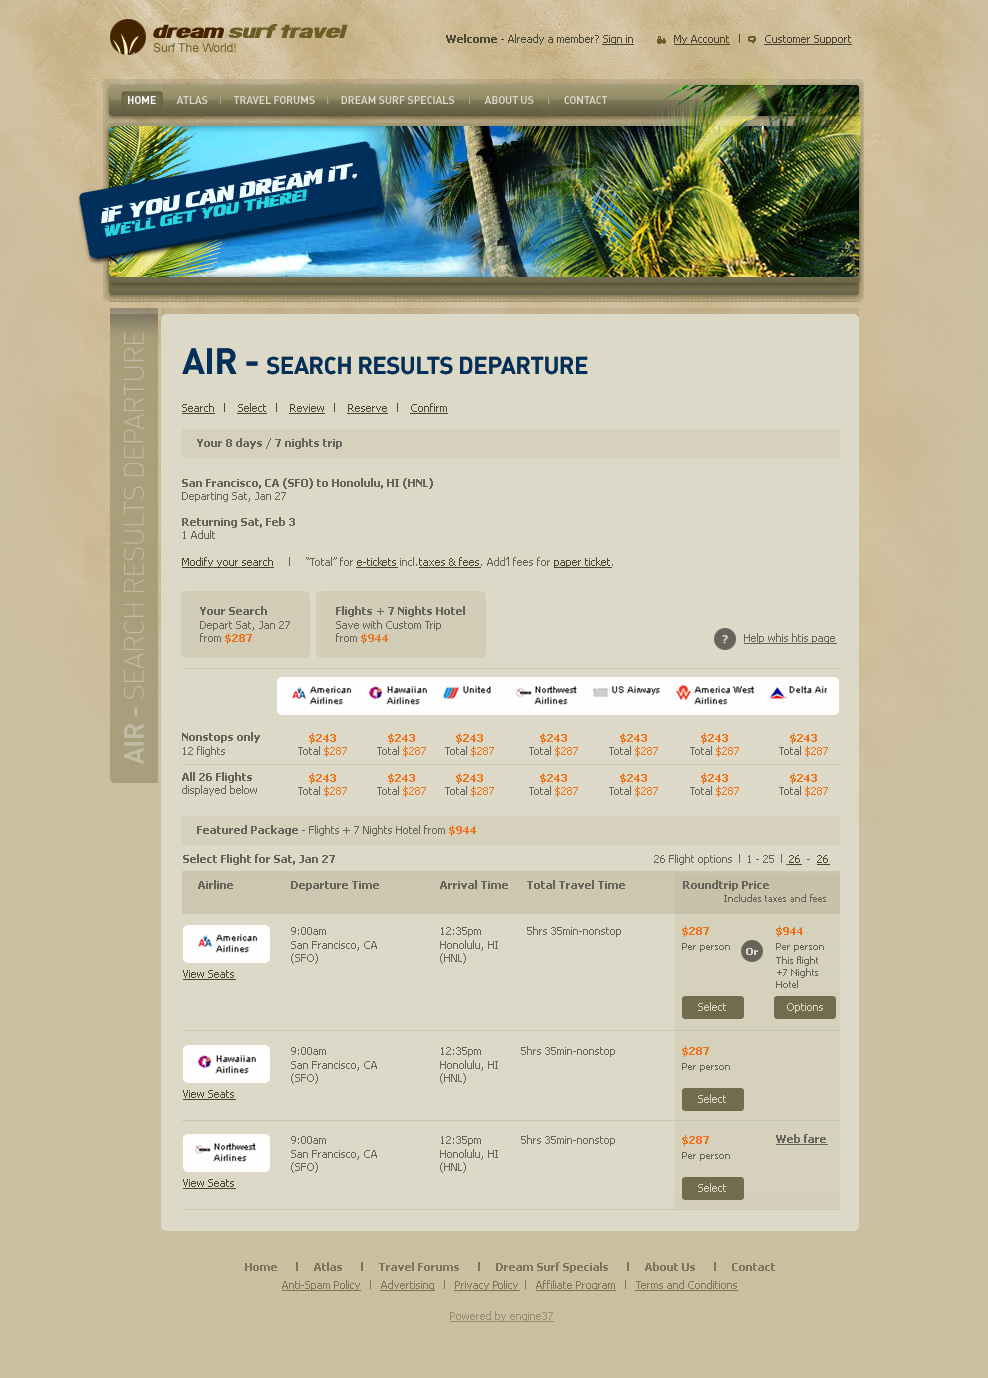 dream surf travel
Surf The World!
Welcome - Already a member? Sign in
My Account | Customer Support
HOME ATLAS | TRAVEL FORUMS | DREAM SURF SPECIALS | ABOUT US | CONTACT
IF YOU CAN DREAM IT,
WE'LL GET YOU THERE!
AIR - SEARCH RESULTS DEPARTURE
AIR - SEARCH RESULTS DEPARTURE
Search | Select | Review | Reserve | Confirm
Your 8 days / 7 nights trip
San Francisco, CA (SFO) to Honolulu, HI (HNL)
Departing Sat, Jan 27
Returning Sat, Feb 3
1 Adult
Modify your search | "Total" for e-tickets incl.taxes & fees. Add'l fees for paper ticket.
Your Search
Depart Sat, Jan 27
from $287
Flights + 7 Nights Hotel
Save with Custom Trip
from $944
? Help whis htis page
American Airlines
Hawaiian Airlines
United
Northwest Airlines
US Airways
America West Airlines
Delta Air
Nonstops only $243 $243 $243 $243 $243 $243 $243
12 flights Total $287 Total $287 Total $287 Total $287 Total $287 Total $287 Total $287
All 26 Flights $243 $243 $243 $243 $243 $243 $243
displayed below Total $287 Total $287 Total $287 Total $287 Total $287 Total $287 Total $287
Featured Package - Flights + 7 Nights Hotel from $944
Select Flight for Sat, Jan 27 26 Flight options | 1 - 25 | 26 - 26
Airline Departure Time Arrival Time Total Travel Time Roundtrip Price
Includes taxes and fees
AA American Airlines
View Seats
9:00am
San Francisco, CA
(SFO)
12:35pm
Honolulu, HI
(HNL)
5hrs 35min-nonstop
$287
Per person
Or
$944
Per person
This flight
+7 Nights
Hotel
Select
Options
Hawaiian Airlines
View Seats
9:00am
San Francisco, CA
(SFO)
12:35pm
Honolulu, HI
(HNL)
5hrs 35min-nonstop
$287
Per person
Select
Northwest Airlines
View Seats
9:00am
San Francisco, CA
(SFO)
12:35pm
Honolulu, HI
(HNL)
5hrs 35min-nonstop
$287
Per person
Web fare
Select
Home | Atlas | Travel Forums | Dream Surf Specials | About Us | Contact
Anti-Spam Policy | Advertising | Privacy Policy | Affiliate Program | Terms and Conditions
Powered by engine37